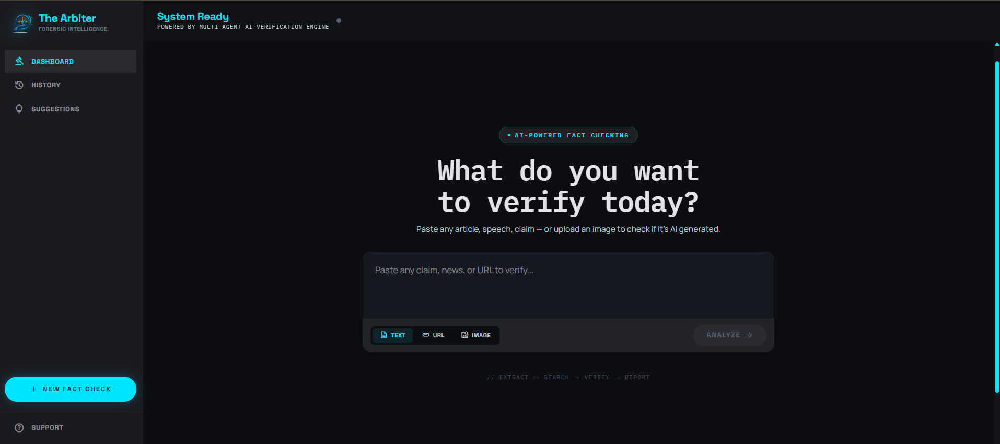 The Arbiter
FORENSIC INTELLIGENCE
DASHBOARD
HISTORY
SUGGESTIONS
+ NEW FACT CHECK
SUPPORT
System Ready
POWERED BY MULTI-AGENT AI VERIFICATION ENGINE
AI-POWERED FACT CHECKING
What do you want
to verify today?
Paste any article, speech, claim — or upload an image to check if it's AI generated.
Paste any claim, news, or URL to verify...
TEXT URL IMAGE ANALYZE →
// EXTRACT → SEARCH → VERIFY → REPORT